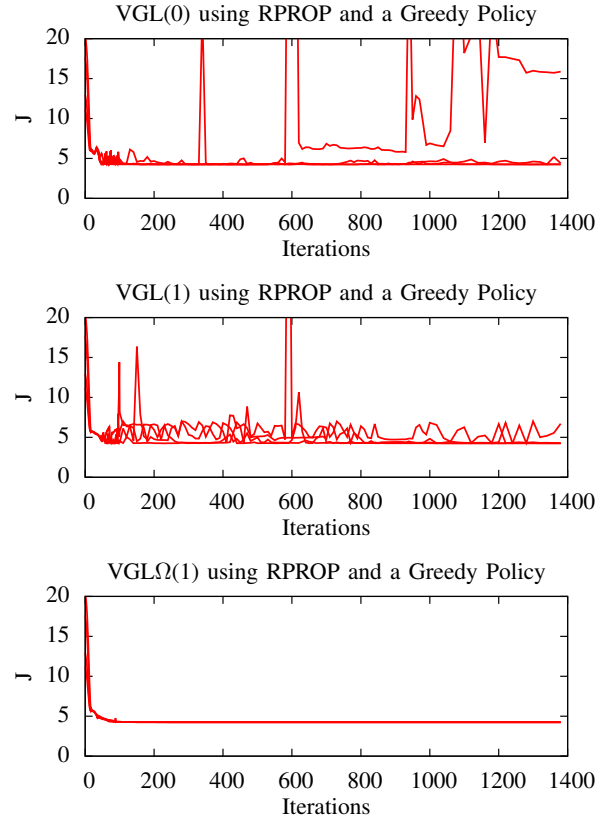 VGL(0) using RPROP and a Greedy Policy
20
15
10
5
0
J
0 200 400 600 800 1000 1200 1400
Iterations
VGL(1) using RPROP and a Greedy Policy
20
15
10
5
0
J
0 200 400 600 800 1000 1200 1400
Iterations
VGLΩ(1) using RPROP and a Greedy Policy
20
15
10
5
0
J
0 200 400 600 800 1000 1200 1400
Iterations